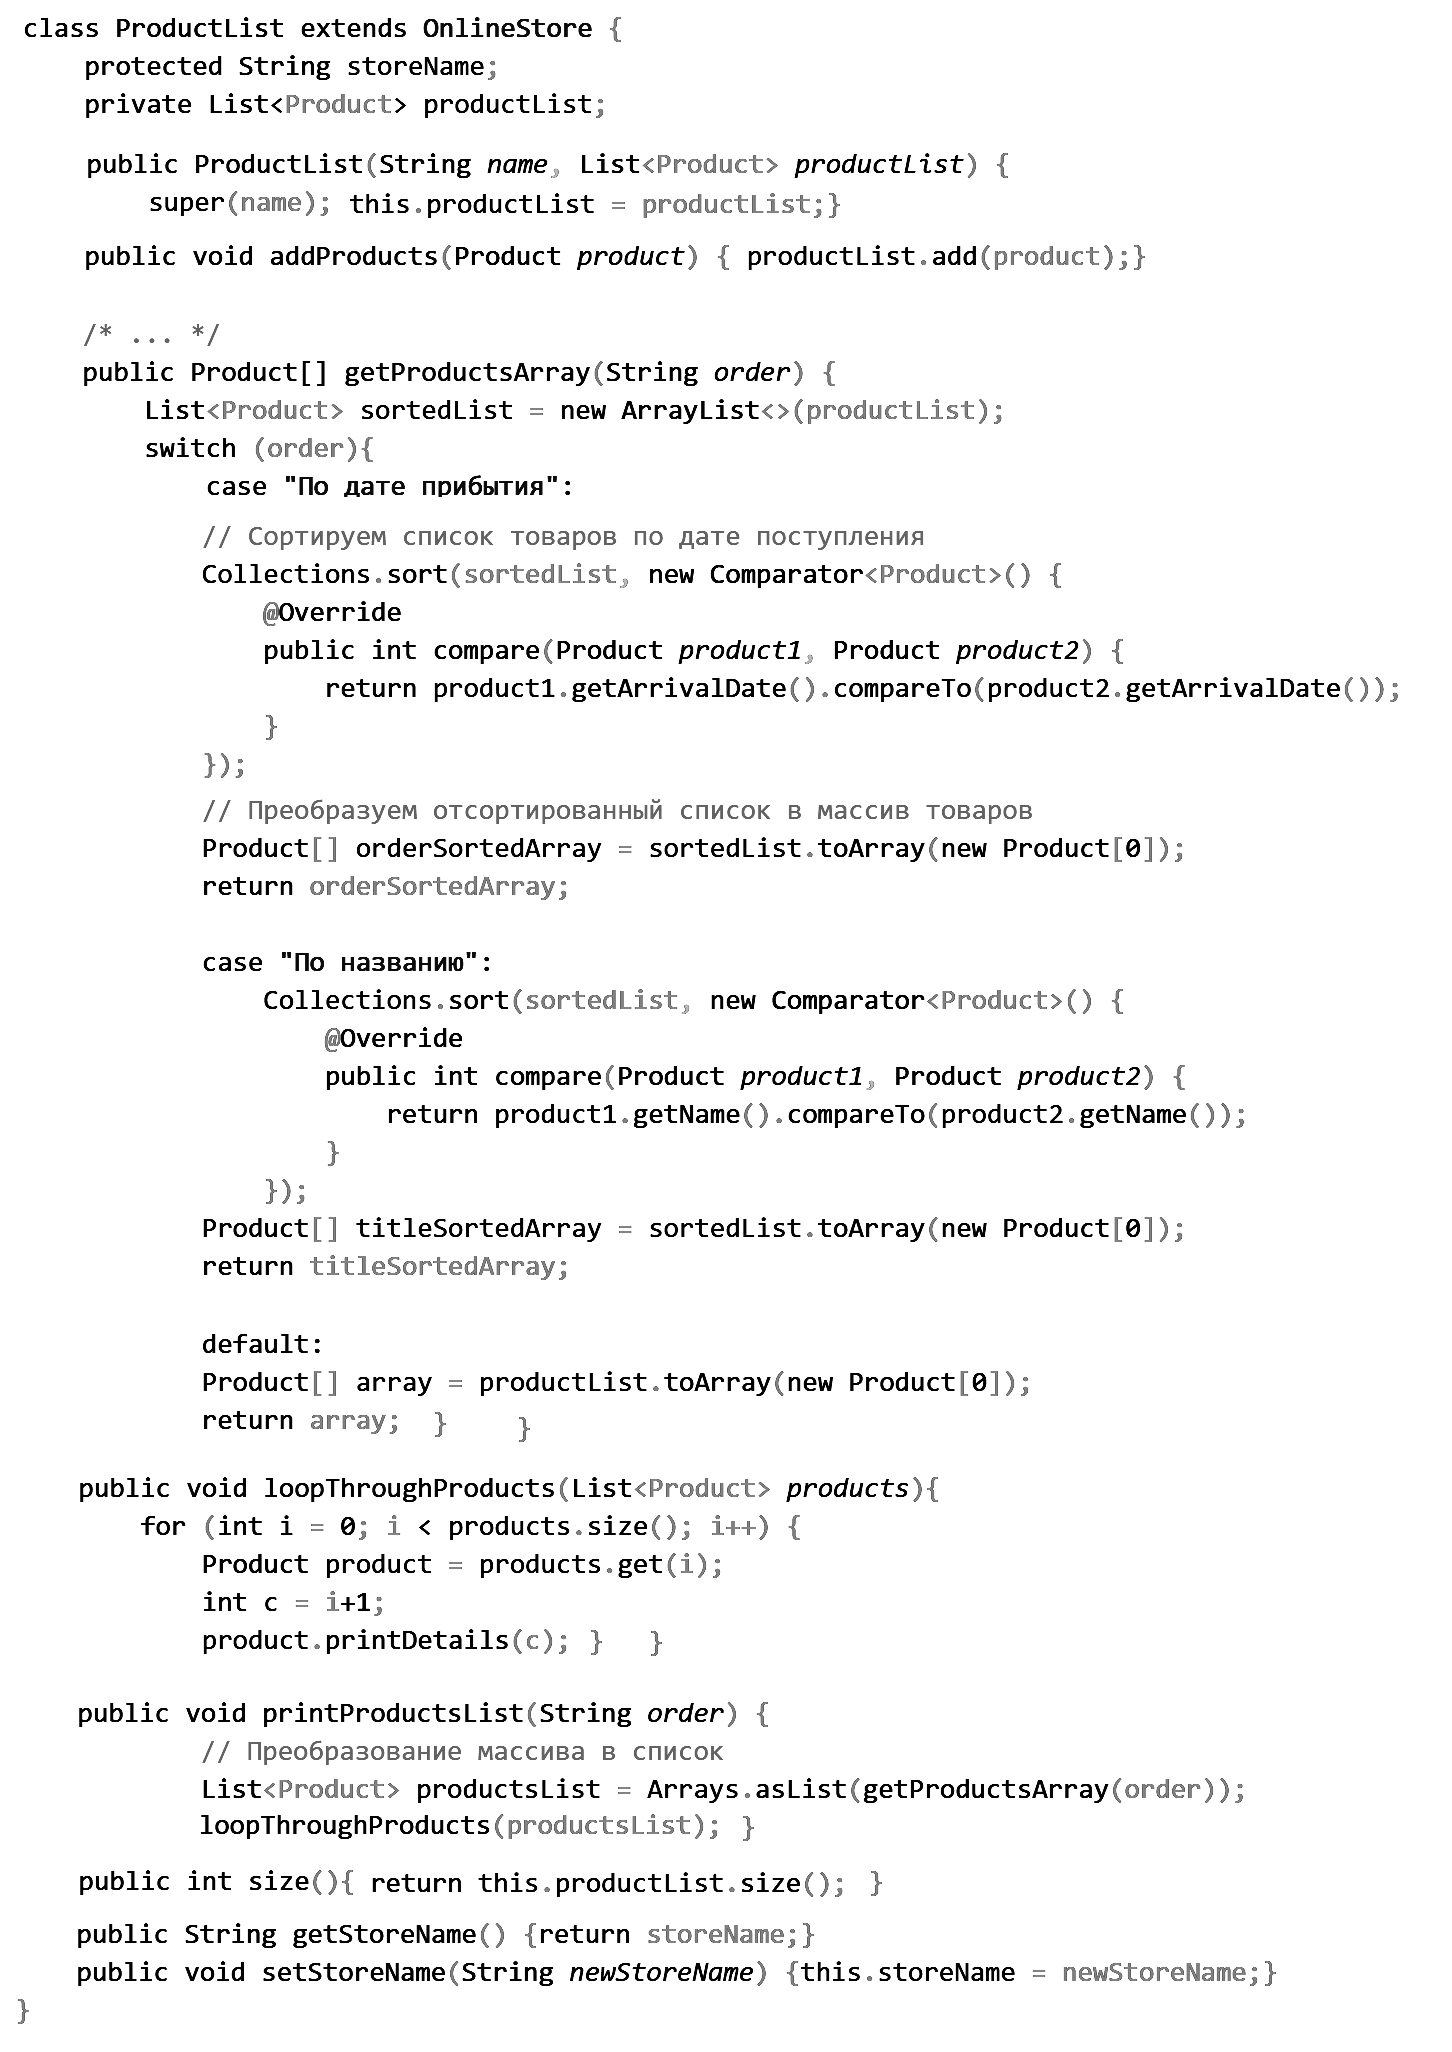 class ProductList extends OnlineStore {
    protected String storeName;
    private List<Product> productList;
    public ProductList(String name, List<Product> productList) {
        super(name); this.productList = productList;}
    public void addProducts(Product product) { productList.add(product);}
    /* ... */
    public Product[] getProductsArray(String order) {
        List<Product> sortedList = new ArrayList<>(productList);
        switch (order){
            case "По дате прибытия":
            // Сортируем список товаров по дате поступления
            Collections.sort(sortedList, new Comparator<Product>() {
                @Override
                public int compare(Product product1, Product product2) {
                    return product1.getArrivalDate().compareTo(product2.getArrivalDate());
                }
            });
            // Преобразуем отсортированный список в массив товаров
            Product[] orderSortedArray = sortedList.toArray(new Product[0]);
            return orderSortedArray;
            case "По названию":
                Collections.sort(sortedList, new Comparator<Product>() {
                    @Override
                    public int compare(Product product1, Product product2) {
                        return product1.getName().compareTo(product2.getName());
                    }
                });
            Product[] titleSortedArray = sortedList.toArray(new Product[0]);
            return titleSortedArray;
            default:
            Product[] array = productList.toArray(new Product[0]);
            return array;  }    }
    public void loopThroughProducts(List<Product> products){
        for (int i = 0; i < products.size(); i++) {
            Product product = products.get(i);
            int c = i+1;
            product.printDetails(c); }   }
    public void printProductsList(String order) {
            // Преобразование массива в список
            List<Product> productsList = Arrays.asList(getProductsArray(order));
            loopThroughProducts(productsList); }
    public int size(){ return this.productList.size(); }
    public String getStoreName() {return storeName;}
    public void setStoreName(String newStoreName) {this.storeName = newStoreName;}
}